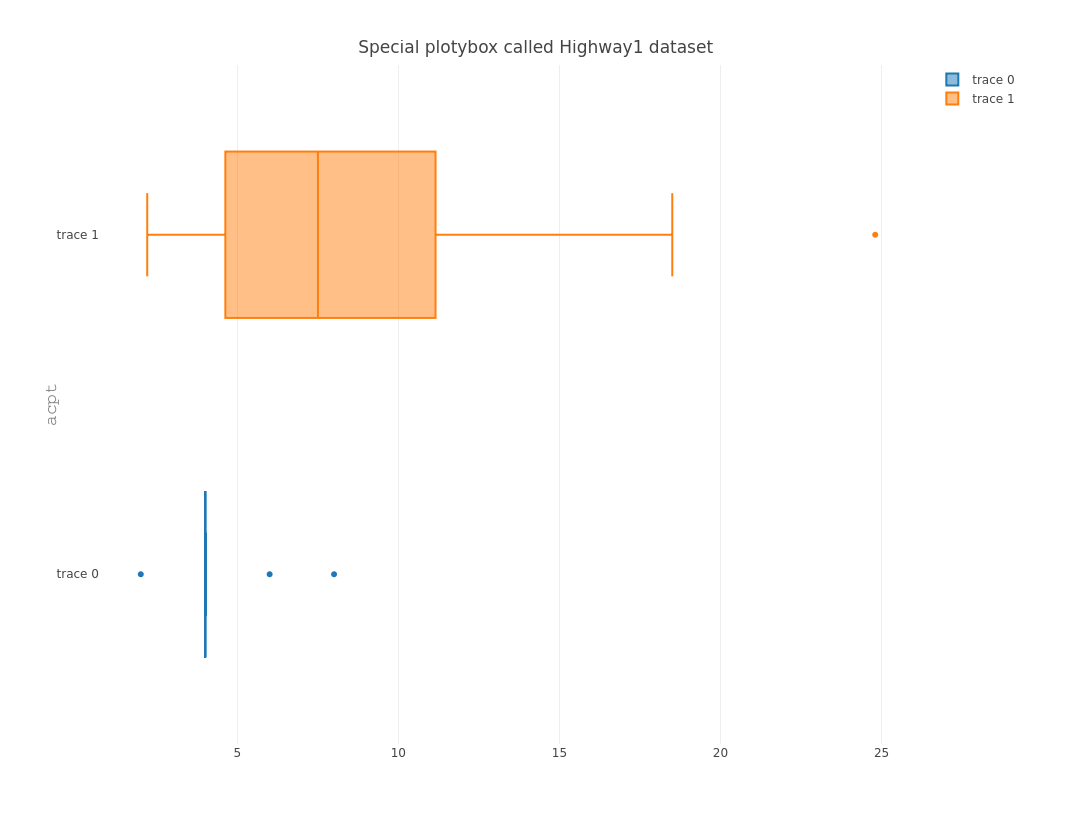 Special plotybox called Highway1 dataset
trace 0
trace 1
trace 1
acpt
trace 0
5
10
15
20
25